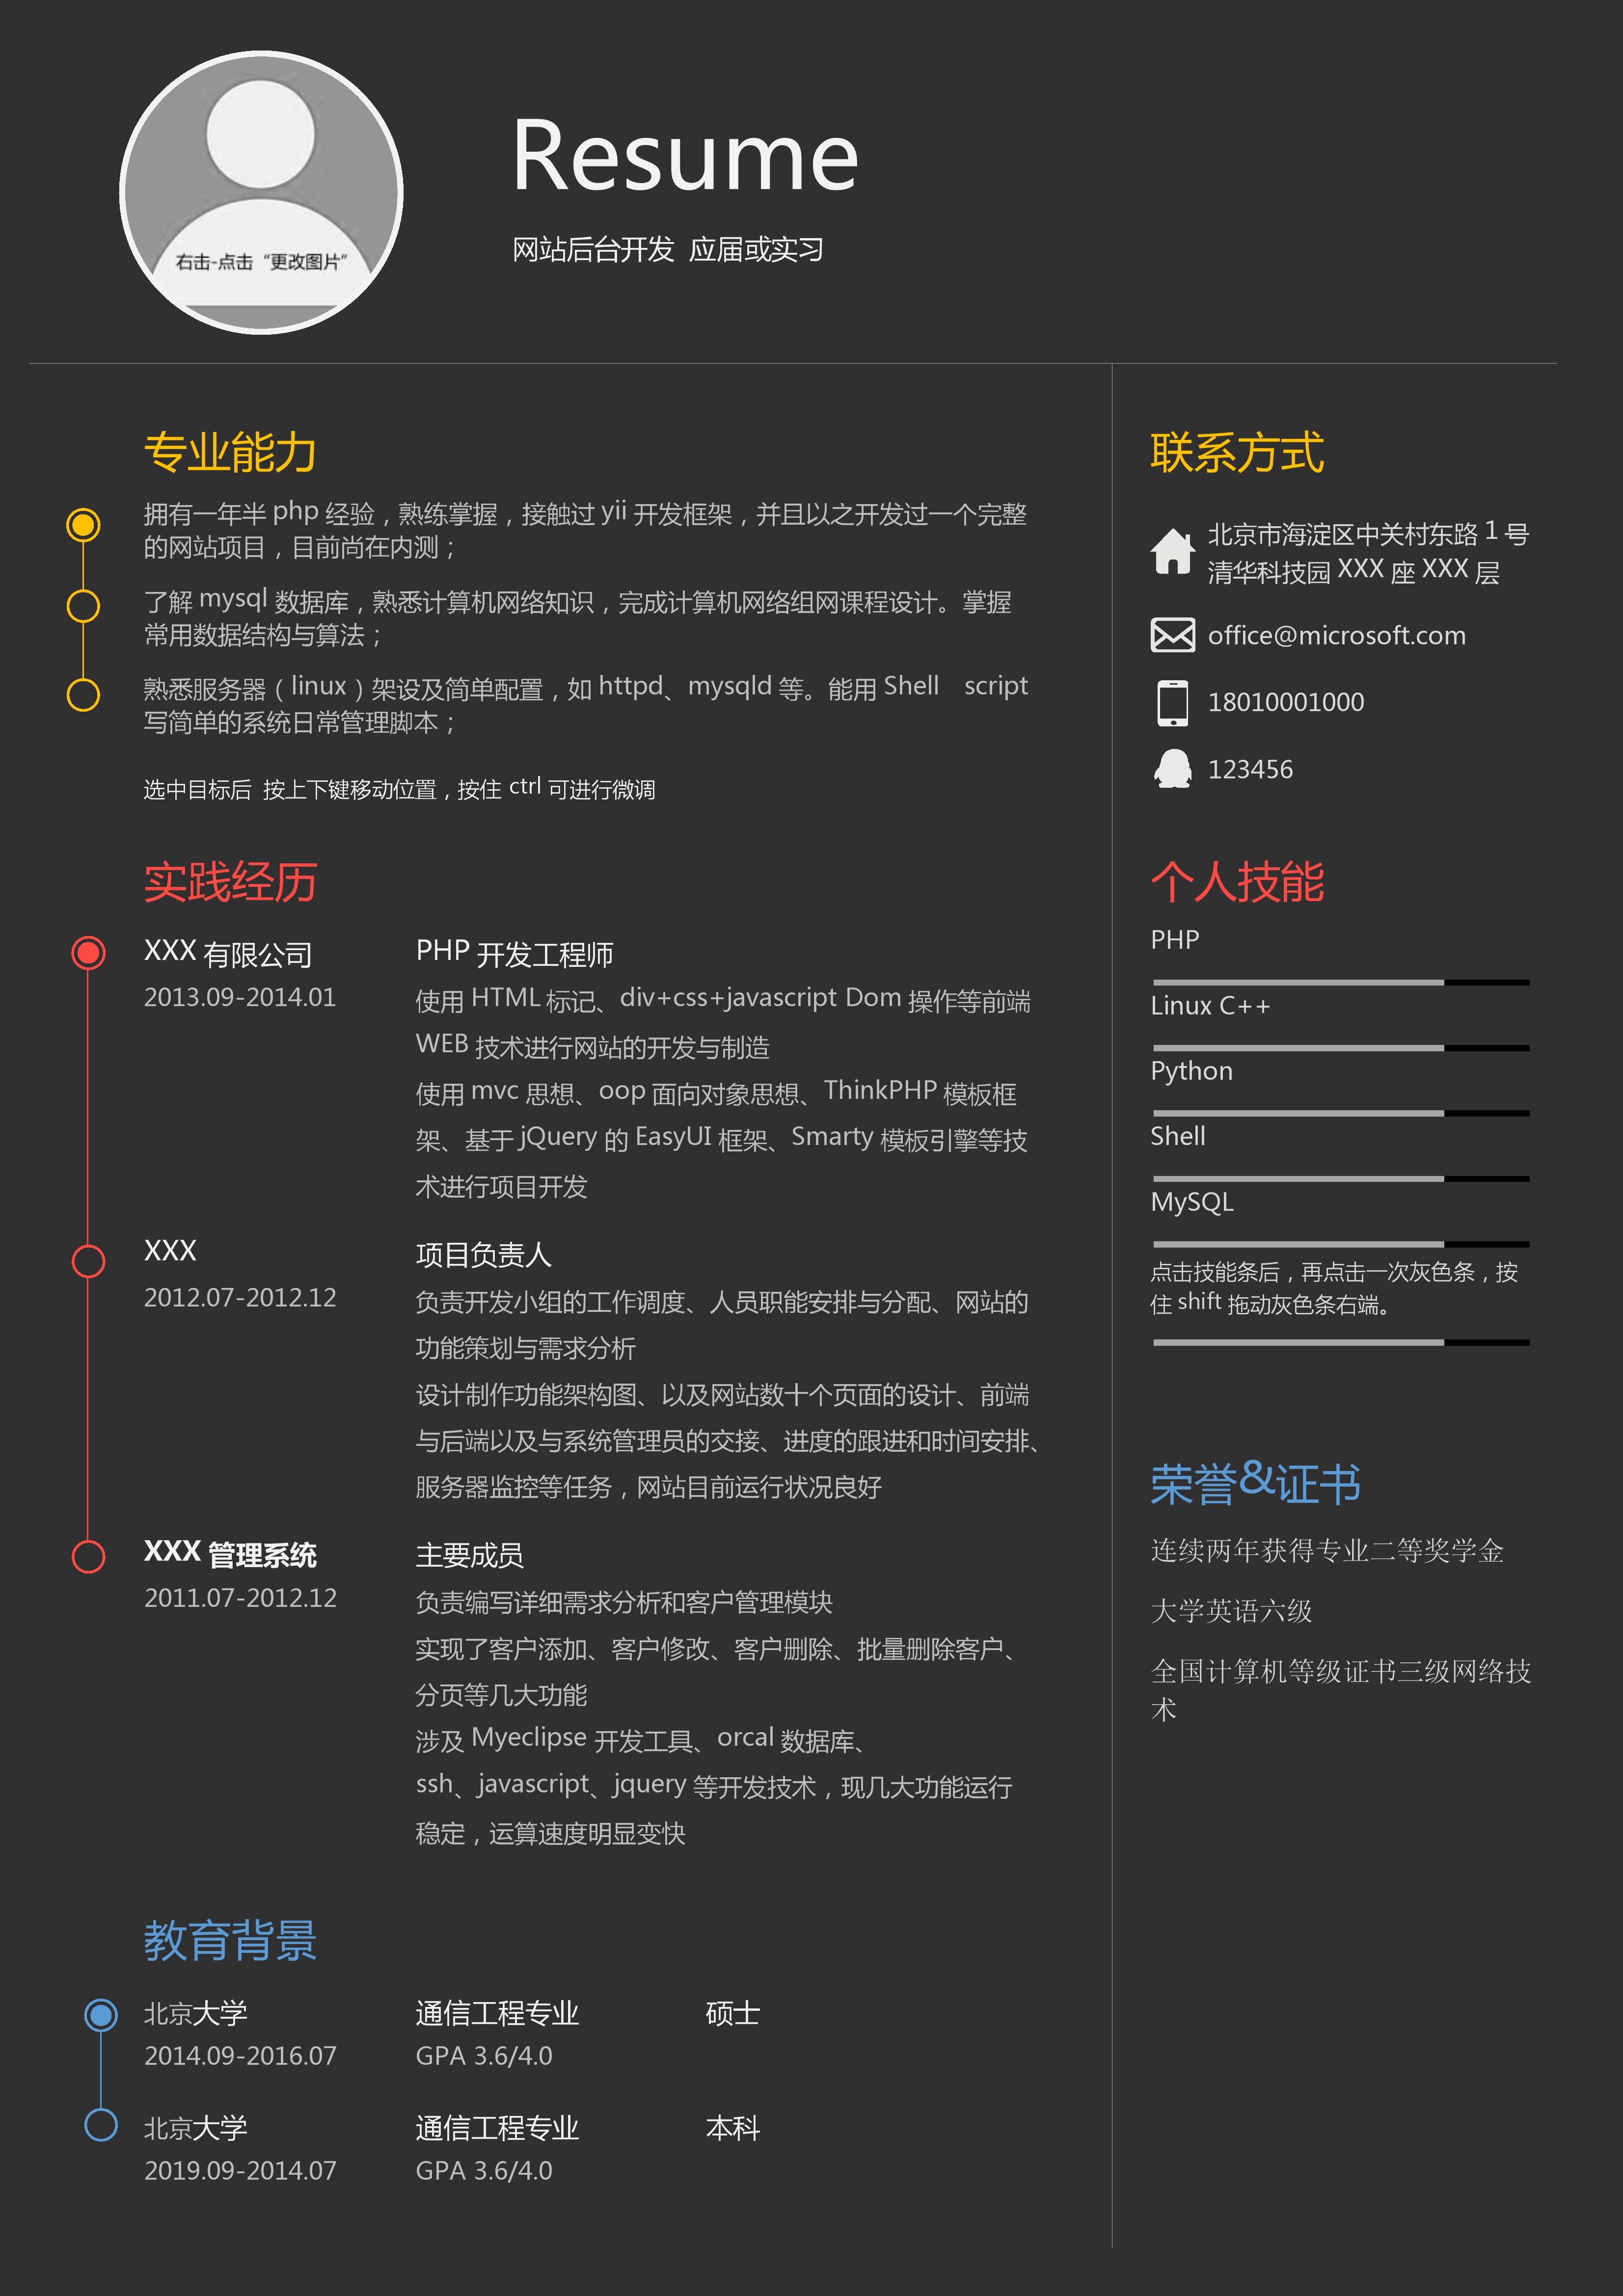 右击-点击“更改图片”
Resume
网站后台开发 应届或实习
专业能力
拥有一年半 php 经验，熟练掌握，接触过 yii 开发框架，并且以之开发过一个完整
的网站项目，目前尚在内测；
了解 mysql 数据库，熟悉计算机网络知识，完成计算机网络组网课程设计。掌握
常用数据结构与算法；
熟悉服务器（linux）架设及简单配置，如 httpd、mysqld 等。能用 Shell script
写简单的系统日常管理脚本；
选中目标后 按上下键移动位置，按住 ctrl 可进行微调
实践经历
XXX 有限公司
PHP 开发工程师
2013.09-2014.01
使用 HTML 标记、div+css+javascript Dom 操作等前端
WEB 技术进行网站的开发与制造
使用 mvc 思想、oop 面向对象思想、ThinkPHP 模板框
架、基于 jQuery 的 EasyUI 框架、Smarty 模板引擎等技
术进行项目开发
XXX
项目负责人
2012.07-2012.12
负责开发小组的工作调度、人员职能安排与分配、网站的
功能策划与需求分析
设计制作功能架构图、以及网站数十个页面的设计、前端
与后端以及与系统管理员的交接、进度的跟进和时间安排、
服务器监控等任务，网站目前运行状况良好
XXX 管理系统
主要成员
2011.07-2012.12
负责编写详细需求分析和客户管理模块
实现了客户添加、客户修改、客户删除、批量删除客户、
分页等几大功能
涉及 Myeclipse 开发工具、orcal 数据库、
ssh、javascript、jquery 等开发技术，现几大功能运行
稳定，运算速度明显变快
教育背景
北京大学 通信工程专业 硕士
2014.09-2016.07 GPA 3.6/4.0
北京大学 通信工程专业 本科
2019.09-2014.07 GPA 3.6/4.0
联系方式
北京市海淀区中关村东路 1 号
清华科技园 XXX 座 XXX 层
office@microsoft.com
18010001000
123456
个人技能
PHP
Linux C++
Python
Shell
MySQL
点击技能条后，再点击一次灰色条，按
住 shift 拖动灰色条右端。
荣誉&证书
连续两年获得专业二等奖学金
大学英语六级
全国计算机等级证书三级网络技
术